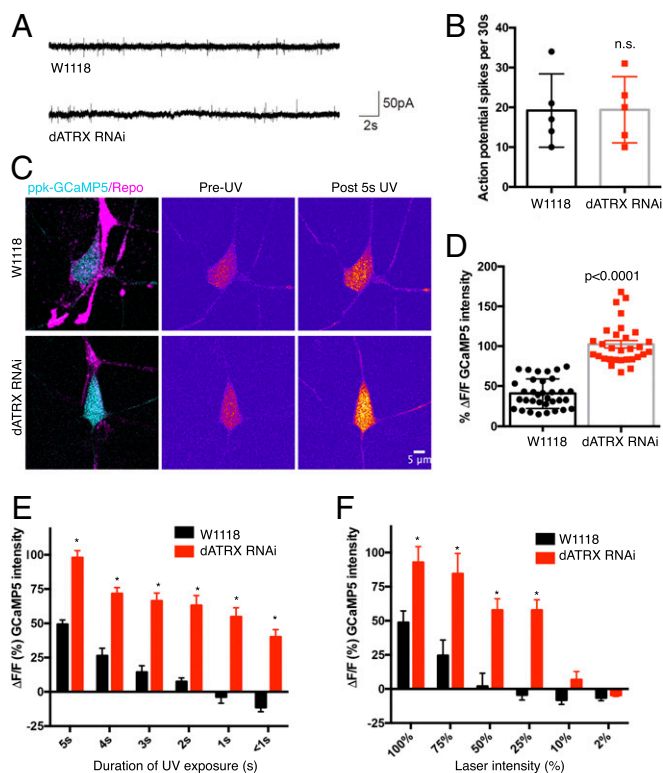 A
W1118
dATRX RNAi
50pA
2s
B
Action potential spikes per 30s
40
30
20
10
0
n.s.
W1118
dATRX RNAi
C
ppk-GCaMP5/Repo
Pre-UV
Post 5s UV
W1118
dATRX RNAi
5 µm
D
% ΔF/F GCaMP5 intensity
200
150
100
50
0
p<0.0001
W1118
dATRX RNAi
E
W1118
dATRX RNAi
ΔF/F (%) GCaMP5 intensity
100
75
50
25
0
-25
* * * * * *
5s 4s 3s 2s 1s <1s
Duration of UV exposure (s)
F
W1118
dATRX RNAi
ΔF/F (%) GCaMP5 intensity
100
75
50
25
0
-25
* * * *
100% 75% 50% 25% 10% 2%
Laser intensity (%)